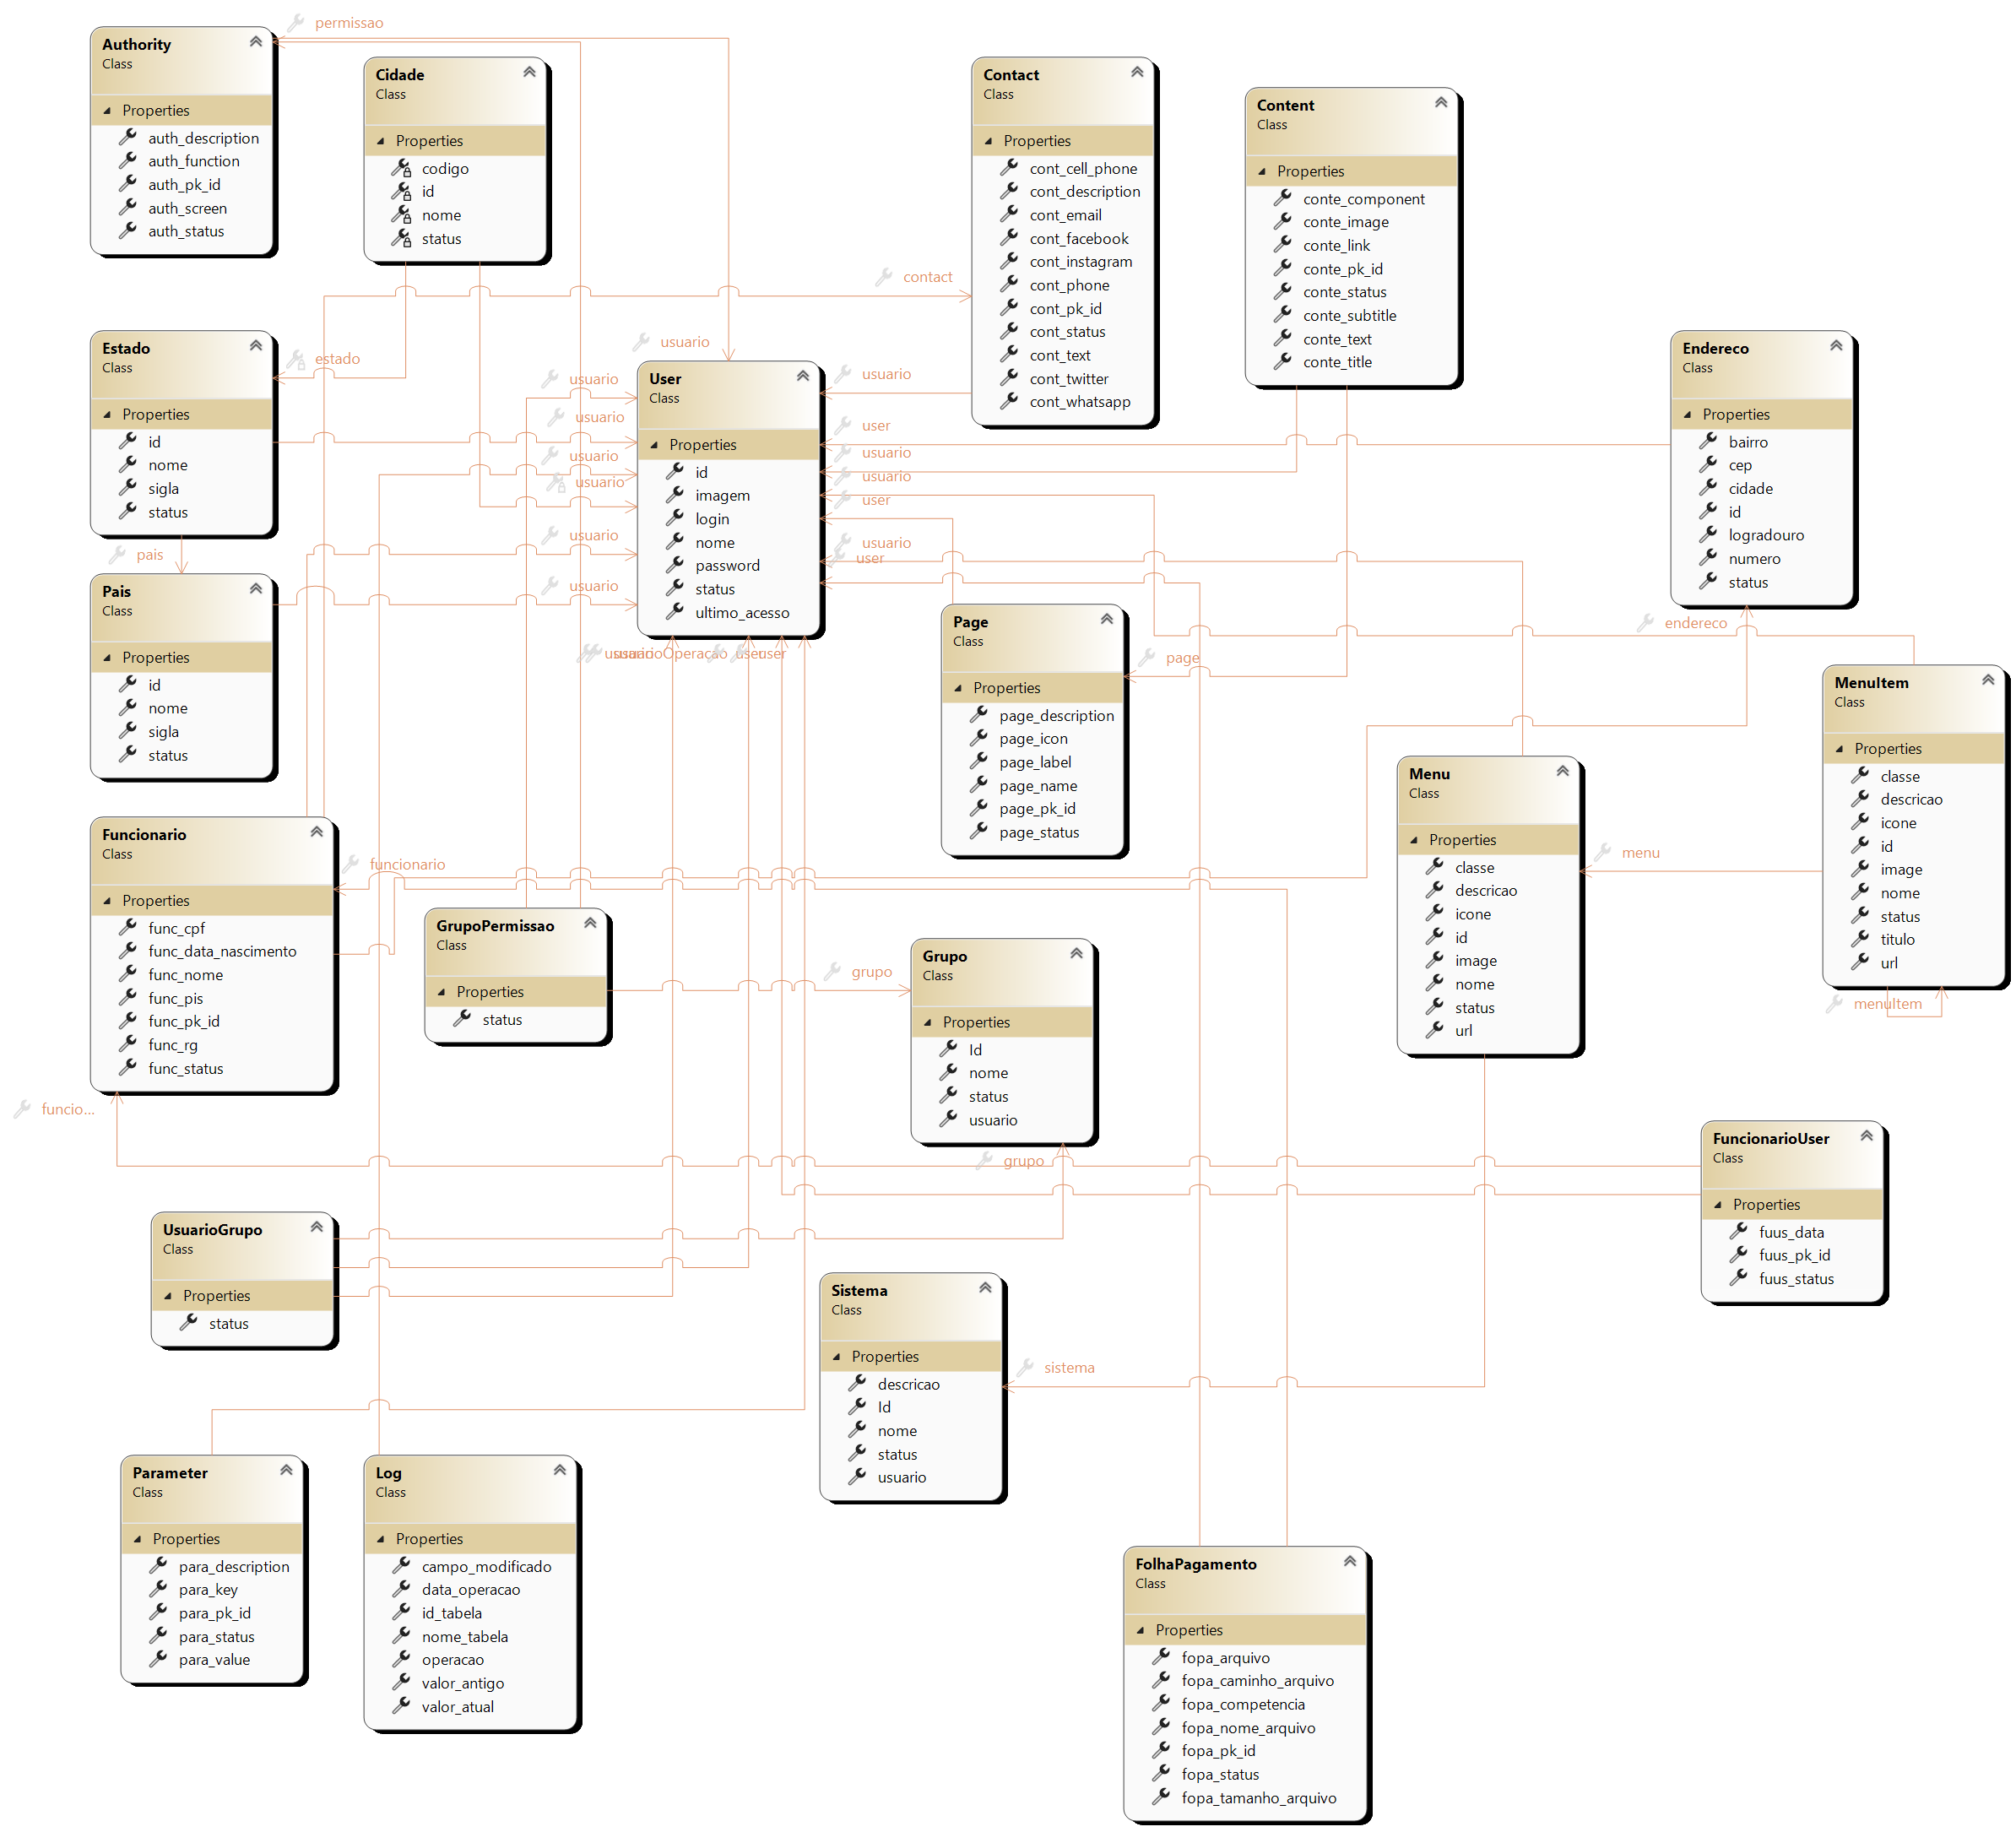 permissao
Authority
Class
Properties
auth_description
auth_function
auth_pk_id
auth_screen
auth_status
Cidade
Class
Properties
codigo
id
nome
status
Contact
Class
Properties
cont_cell_phone
cont_description
cont_email
cont_facebook
cont_instagram
cont_phone
cont_pk_id
cont_status
cont_text
cont_twitter
cont_whatsapp
Content
Class
Properties
conte_component
conte_image
conte_link
conte_pk_id
conte_status
conte_subtitle
conte_text
conte_title
contact
estado
usuario
usuario
usuario
usuario
usuario
usuario
usuario
Estado
Class
Properties
id
nome
sigla
status
pais
User
Class
Properties
id
imagem
login
nome
password
status
ultimo_acesso
usuario
user
usuario
usuario
user
usuario
user
Endereco
Class
Properties
bairro
cep
cidade
id
logradouro
numero
status
endereco
Pais
Class
Properties
id
nome
sigla
status
usuarioOperacao
user
user
Page
Class
Properties
page_description
page_icon
page_label
page_name
page_pk_id
page_status
page
MenuItem
Class
Properties
classe
descricao
icone
id
image
nome
status
titulo
url
menuItem
Menu
Class
Properties
classe
descricao
icone
id
image
nome
status
url
menu
Funcionario
Class
Properties
func_cpf
func_data_nascimento
func_nome
func_pis
func_pk_id
func_rg
func_status
funcionario
funcio...
GrupoPermissao
Class
Properties
status
grupo
Grupo
Class
Properties
Id
nome
status
usuario
grupo
FuncionarioUser
Class
Properties
fuus_data
fuus_pk_id
fuus_status
UsuarioGrupo
Class
Properties
status
Sistema
Class
Properties
descricao
Id
nome
status
usuario
sistema
Parameter
Class
Properties
para_description
para_key
para_pk_id
para_status
para_value
Log
Class
Properties
campo_modificado
data_operacao
id_tabela
nome_tabela
operacao
valor_antigo
valor_atual
FolhaPagamento
Class
Properties
fopa_arquivo
fopa_caminho_arquivo
fopa_competencia
fopa_nome_arquivo
fopa_pk_id
fopa_status
fopa_tamanho_arquivo